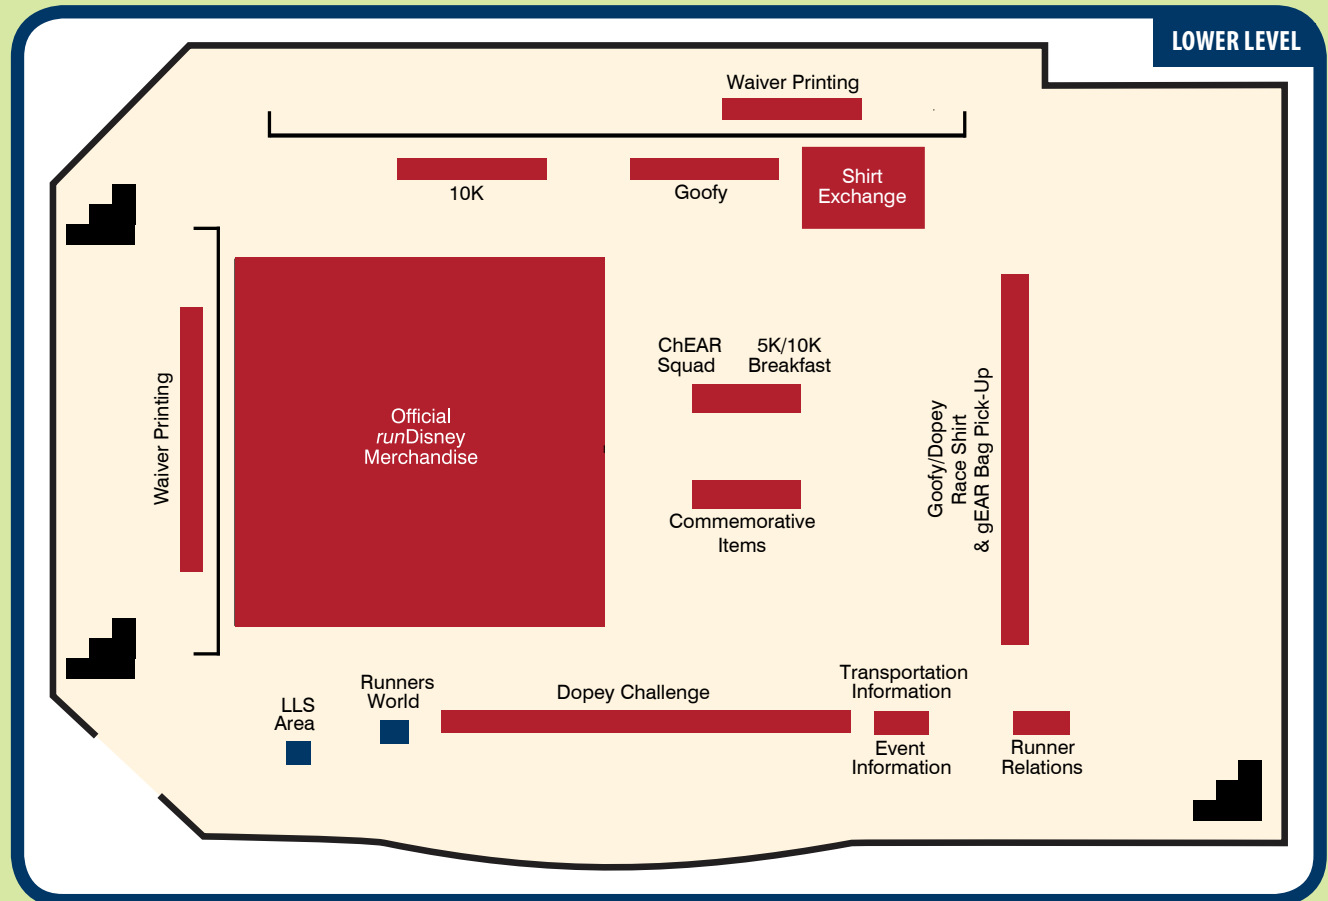 LOWER LEVEL
Waiver Printing
10K
Goofy
Shirt
Exchange
Waiver Printing
Official
runDisney
Merchandise
ChEAR
Squad
5K/10K
Breakfast
Commemorative
Items
Goofy/Dopey
Race Shirt
& gEAR Bag Pick-Up
LLS
Area
Runners
World
Dopey Challenge
Transportation
Information
Event
Information
Runner
Relations